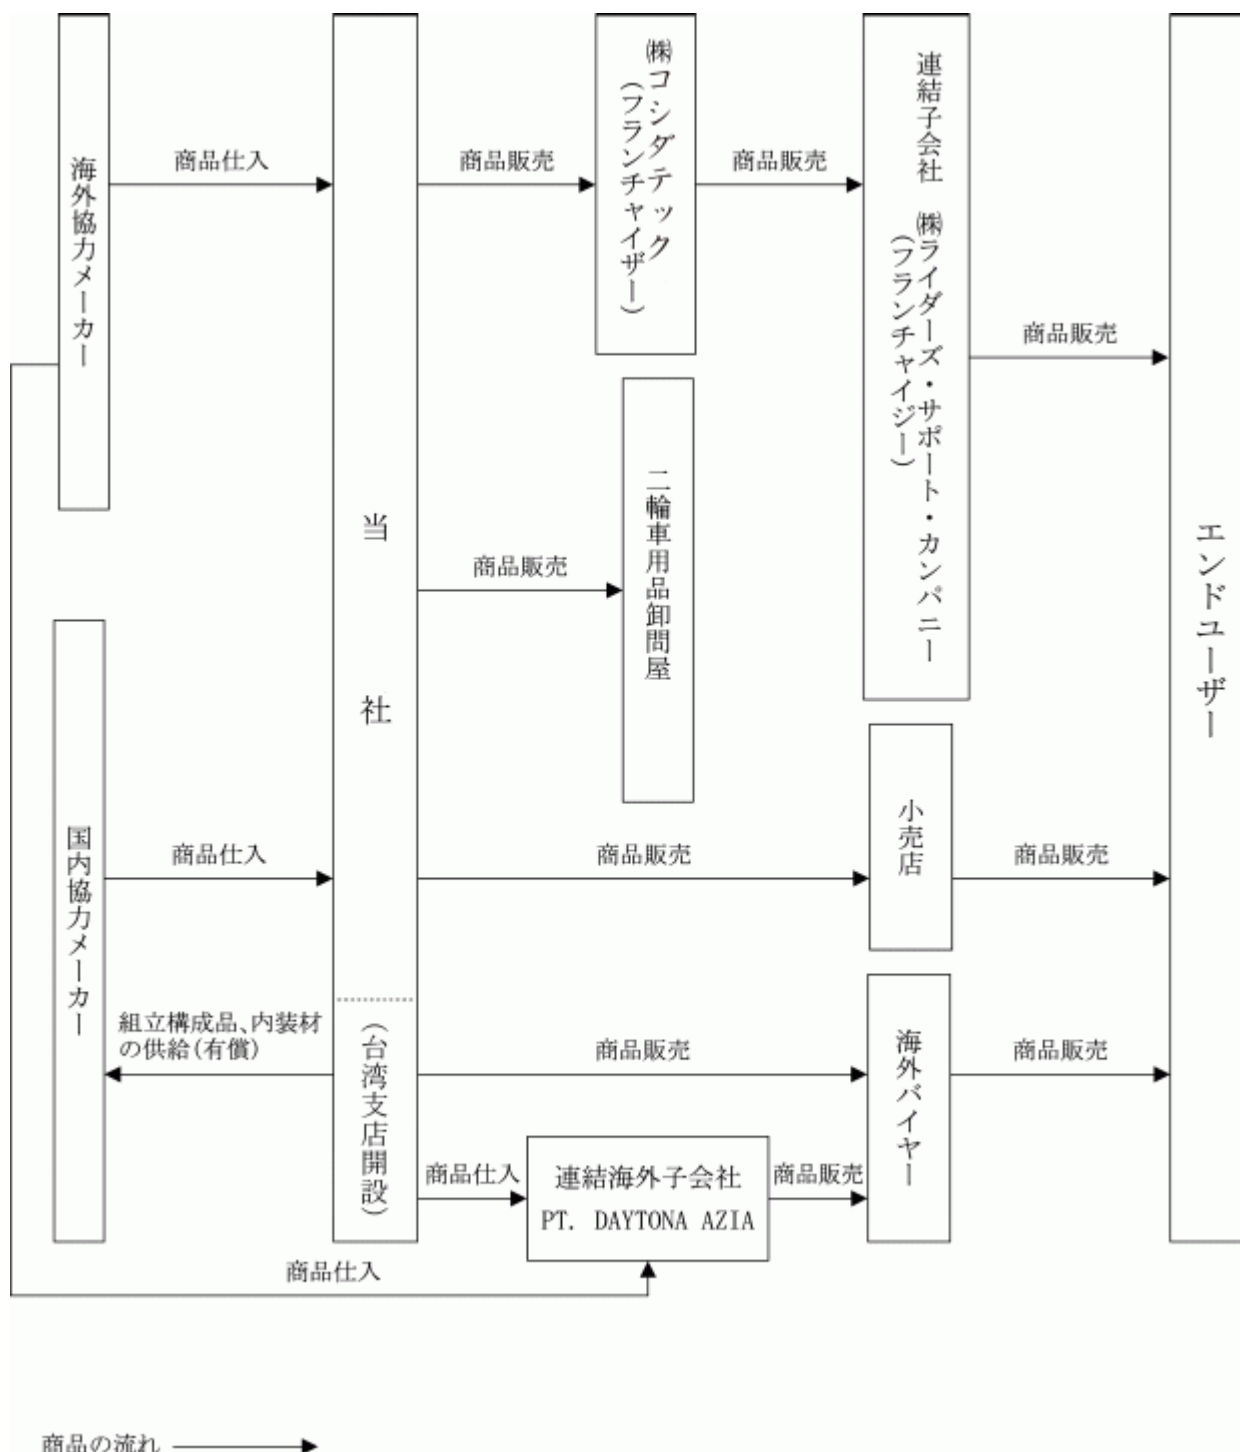 海外協力メーカー
商品仕入
当社
商品販売
㈱コシダテック
(フランチャイザー)
商品販売
連結子会社 ㈱ライダーズ・サポート・カンパニー
(フランチャイジー)
商品販売
エンドユーザー
商品販売
二輪車用品卸問屋
国内協力メーカー
商品仕入
商品販売
小売店
商品販売
組立構成品、内装材
の供給(有償)
(台湾支店開設)
商品販売
海外バイヤー
商品販売
商品仕入
連結海外子会社
PT. DAYTONA AZIA
商品販売
商品仕入
商品の流れ